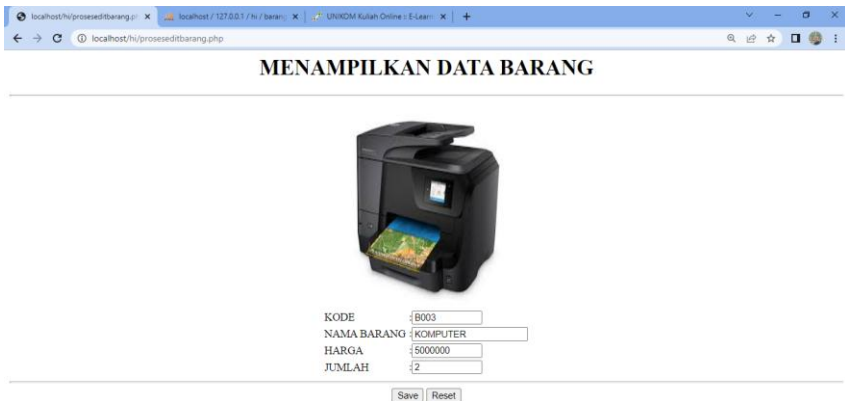 localhost/hi/proseseditbarang.p
localhost / 127.0.0.1 / hi / barang
UNIKOM Kuliah Online :: E-Learn
localhost/hi/proseseditbarang.php
MENAMPILKAN DATA BARANG
KODE : B003
NAMA BARANG : KOMPUTER
HARGA : 5000000
JUMLAH : 2
Save Reset